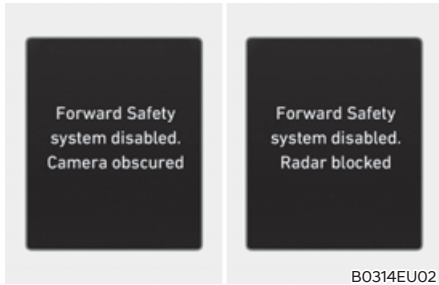 Forward Safety
system disabled.
Camera obscured
Forward Safety
system disabled.
Radar blocked
B0314EU02